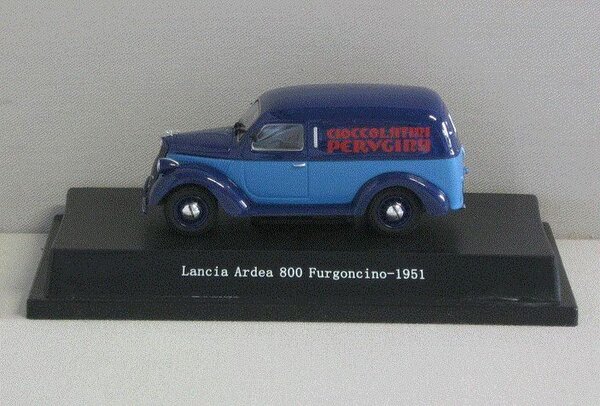 CIOCCOLATINI
PERUGINA
Lancia Ardea 800 Furgoncino-1951